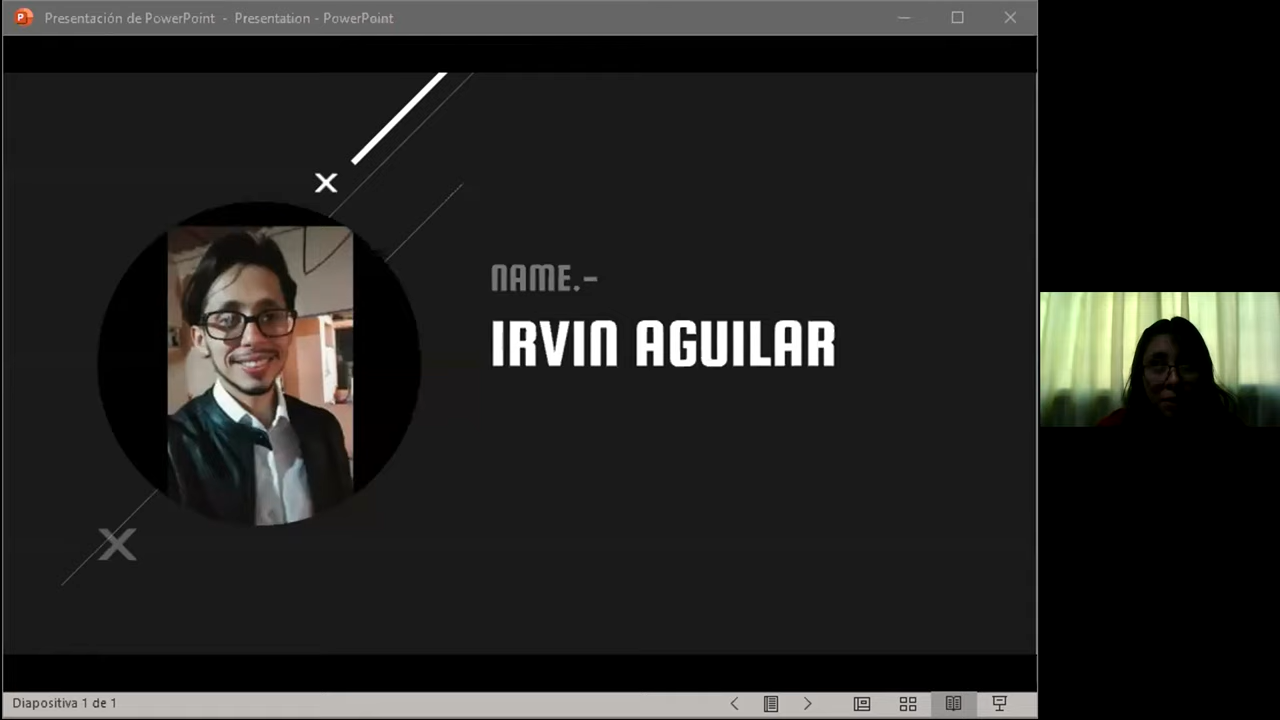 Presentación de PowerPoint - Presentation - PowerPoint
NAME.-
IRVIN AGUILAR
Diapositiva 1 de 1